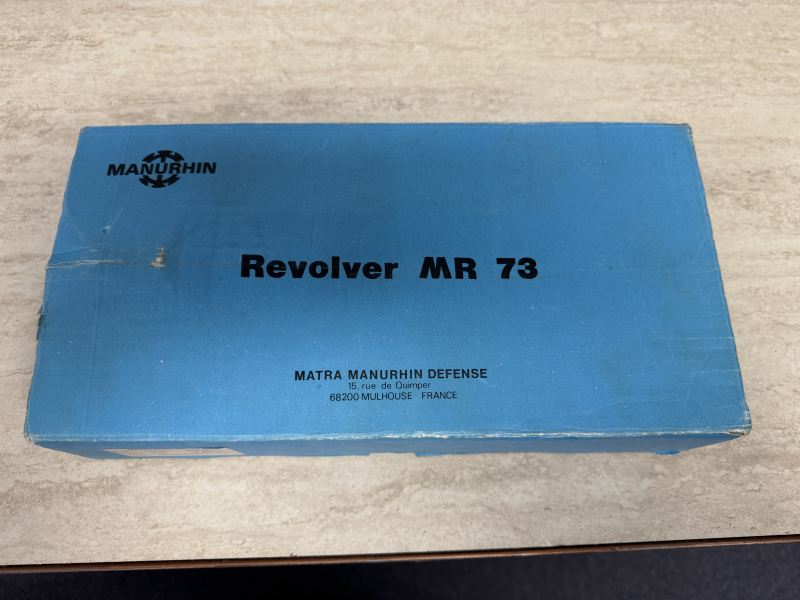 MANURHIN
Revolver MR 73
MATRA MANURHIN DEFENSE
15, rue de Quimper
68200 MULHOUSE FRANCE